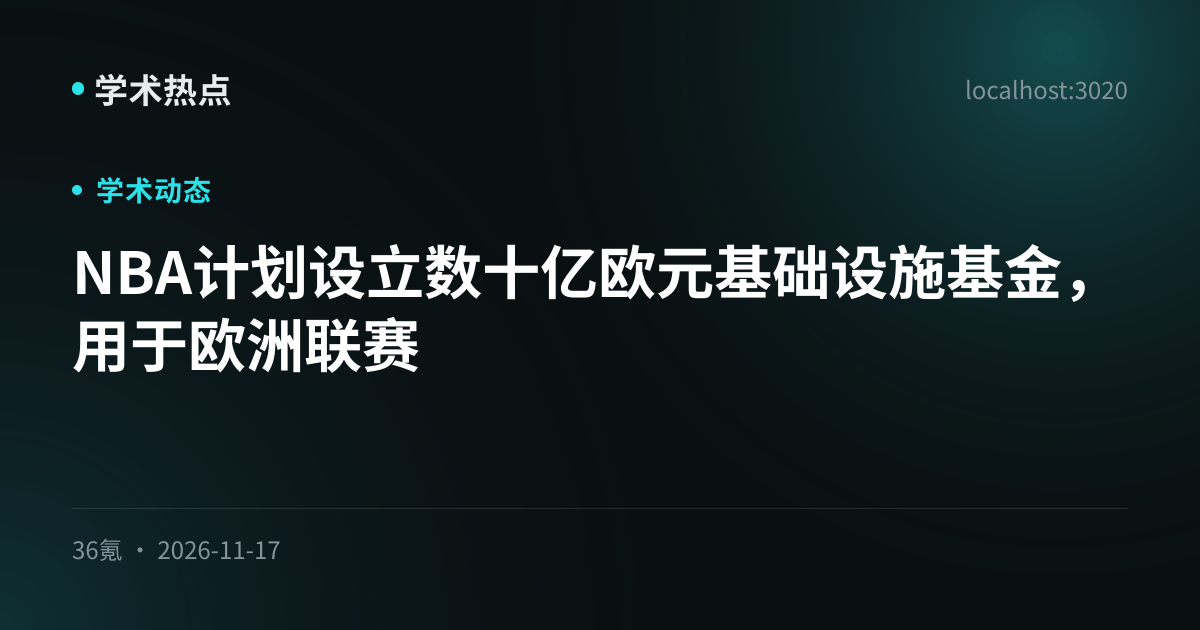 学术热点
localhost:3020
学术动态
NBA计划设立数十亿欧元基础设施基金，
用于欧洲联赛
36氪 · 2026-11-17